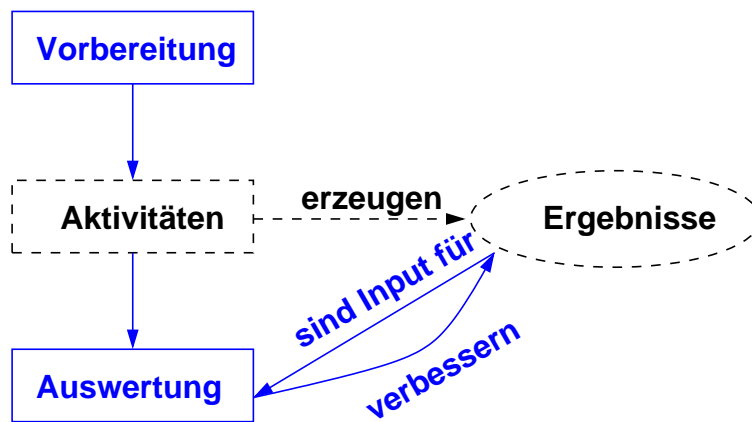 Vorbereitung
erzeugen
Aktivitäten
Ergebnisse
sind Input für
verbessern
Auswertung